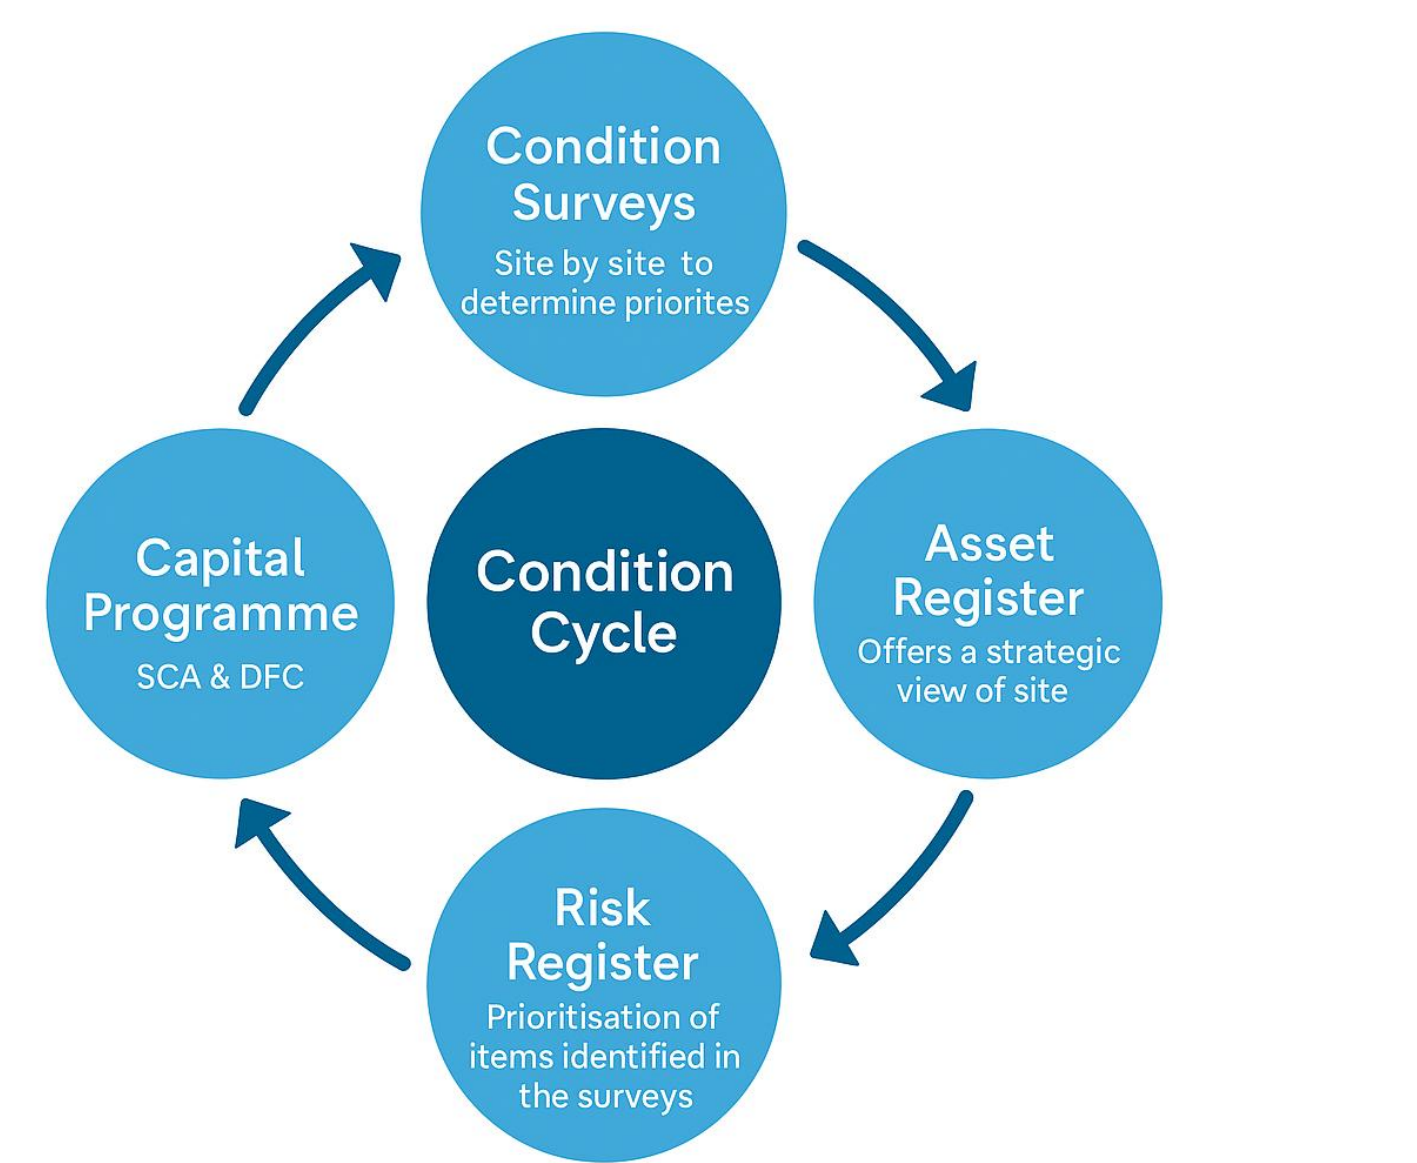 Condition
Surveys
Site by site to
determine priorites
Asset
Register
Offers a strategic
view of site
Risk
Register
Prioritisation of
items identified in
the surveys
Capital
Programme
SCA & DFC
Condition
Cycle